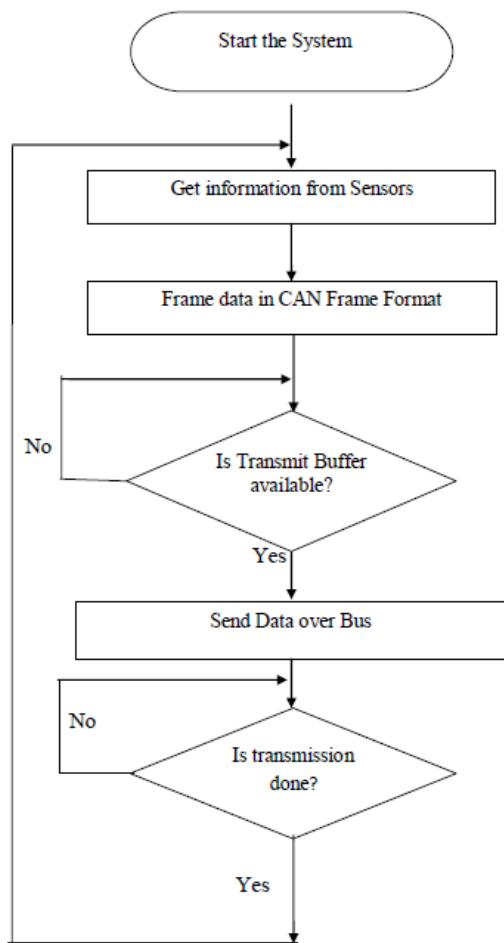 Start the System
Get information from Sensors
Frame data in CAN Frame Format
No
Is Transmit Buffer
available?
Yes
Send Data over Bus
No
Is transmission
done?
Yes